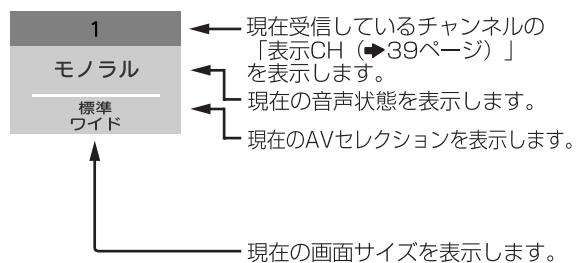 1
モノラル
標準
ワイド
現在受信しているチャンネルの
「表示CH（➡39ページ）」
を表示します。
現在の音声状態を表示します。
現在のAVセレクションを表示します。
現在の画面サイズを表示します。